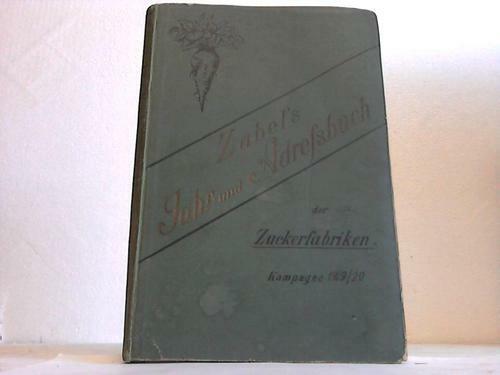 Zabel's
Jahr- und Adreßbuch
der
Zuckerfabriken.
Kampagne 1919/20